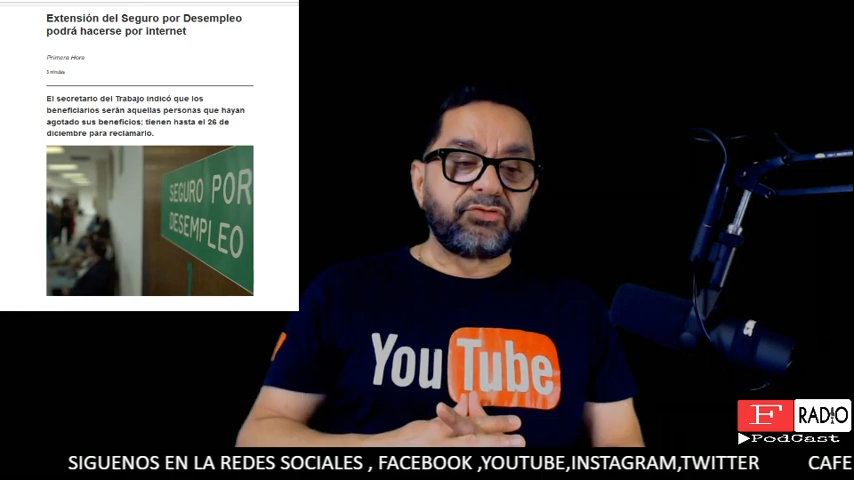 Extensión del Seguro por Desempleo
podrá hacerse por internet
Primera Hora
5 minutos
El secretario del Trabajo indicó que los
beneficiarios serán aquellas personas que hayan
agotado sus beneficios; tienen hasta el 26 de
diciembre para reclamarlo.
SEGURO POR
DESEMPLEO
YouTube
F RADIO
PodCast
SIGUENOS EN LA REDES SOCIALES , FACEBOOK ,YOUTUBE,INSTAGRAM,TWITTER CAFE